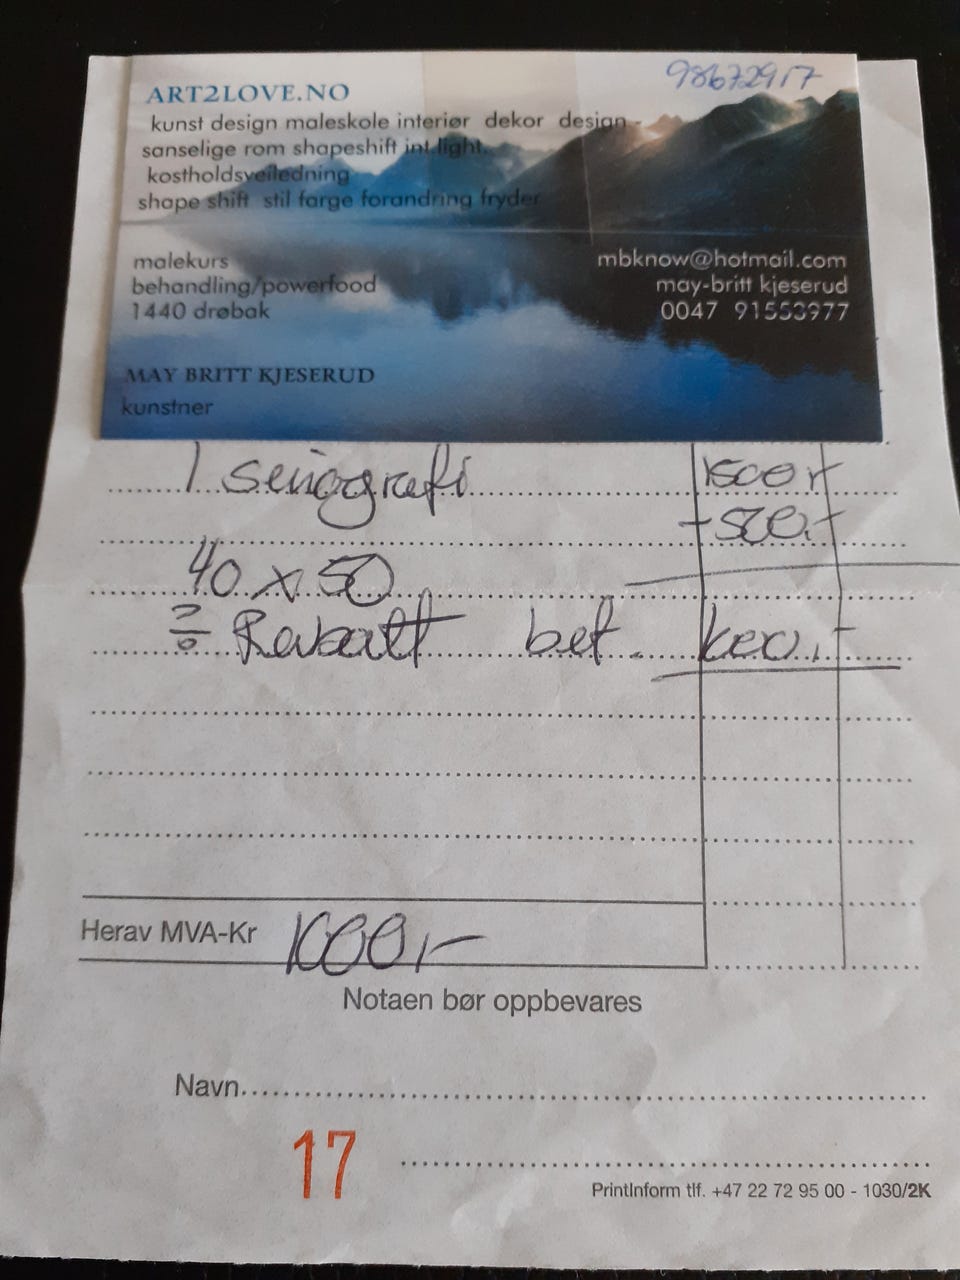 98672917
ART2LOVE.NO
kunst design maleskole interiør dekor design
sanselige rom shapeshift int.light.
kostholdsveiledning
shape shift stil farge forandring fryder
malekurs
behandling/powerfood
1440 drøbak
mbknow@hotmail.com
may-britt kjeserud
0047 91553977
MAY BRITT KJESERUD
kunstner
1 serigrafi 1500,-
-500,-
40 x 50
Rabatt bet.
Herav MVA-Kr 1000,-
Notaen bør oppbevares
Navn
17
PrintInform tlf. +47 22 72 95 00 - 1030/2K